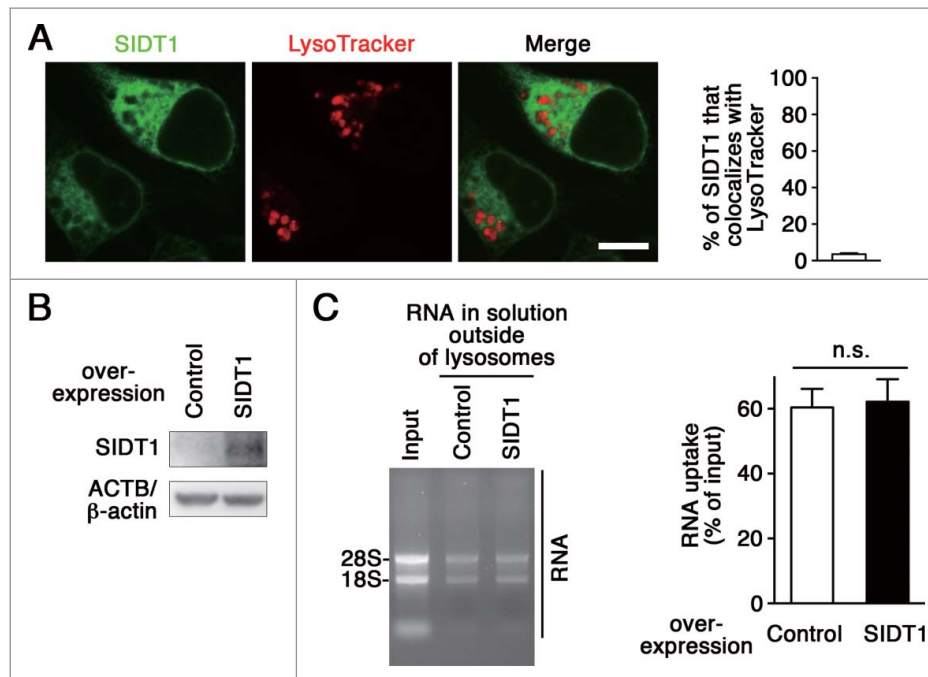 A
SIDT1
LysoTracker
Merge
% of SIDT1 that
colocalizes with
LysoTracker
100
80
60
40
20
0
B
over-
expression
Control
SIDT1
SIDT1
ACTB/
β-actin
C
RNA in solution
outside
of lysosomes
Input
Control
SIDT1
28S-
18S-
RNA
n.s.
RNA uptake
(% of input)
60
40
20
0
over-
expression
Control
SIDT1